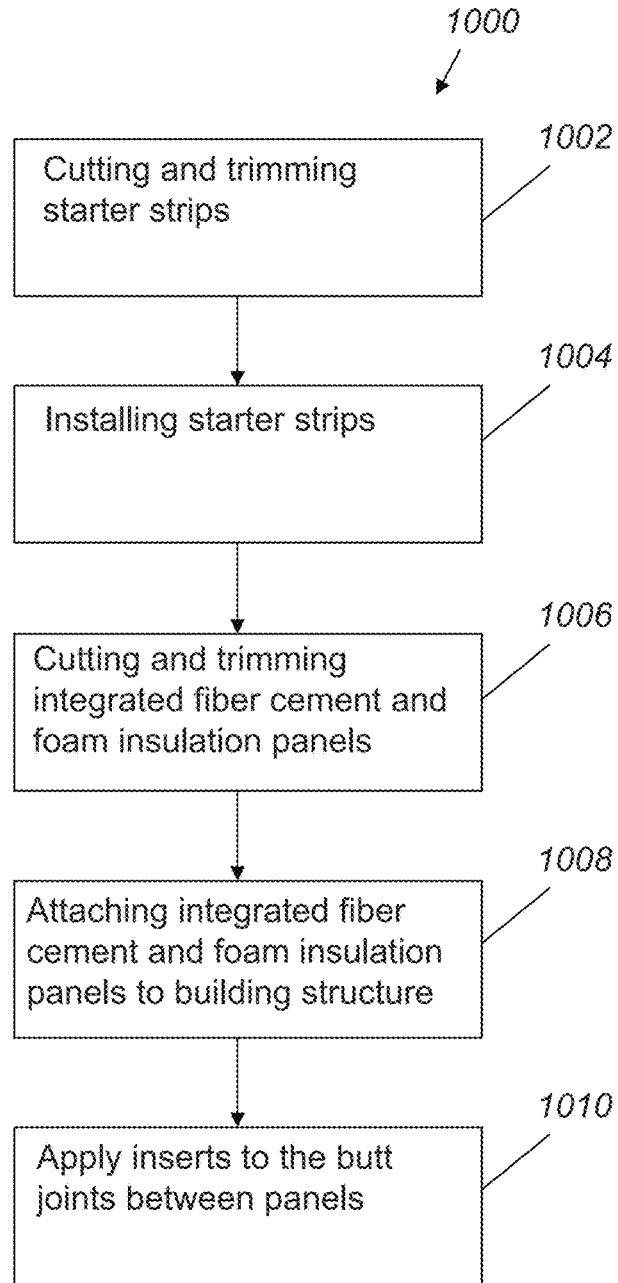 1000
1002
Cutting and trimming
starter strips
1004
Installing starter strips
1006
Cutting and trimming
integrated fiber cement and
foam insulation panels
1008
Attaching integrated fiber
cement and foam insulation
panels to building structure
1010
Apply inserts to the butt
joints between panels